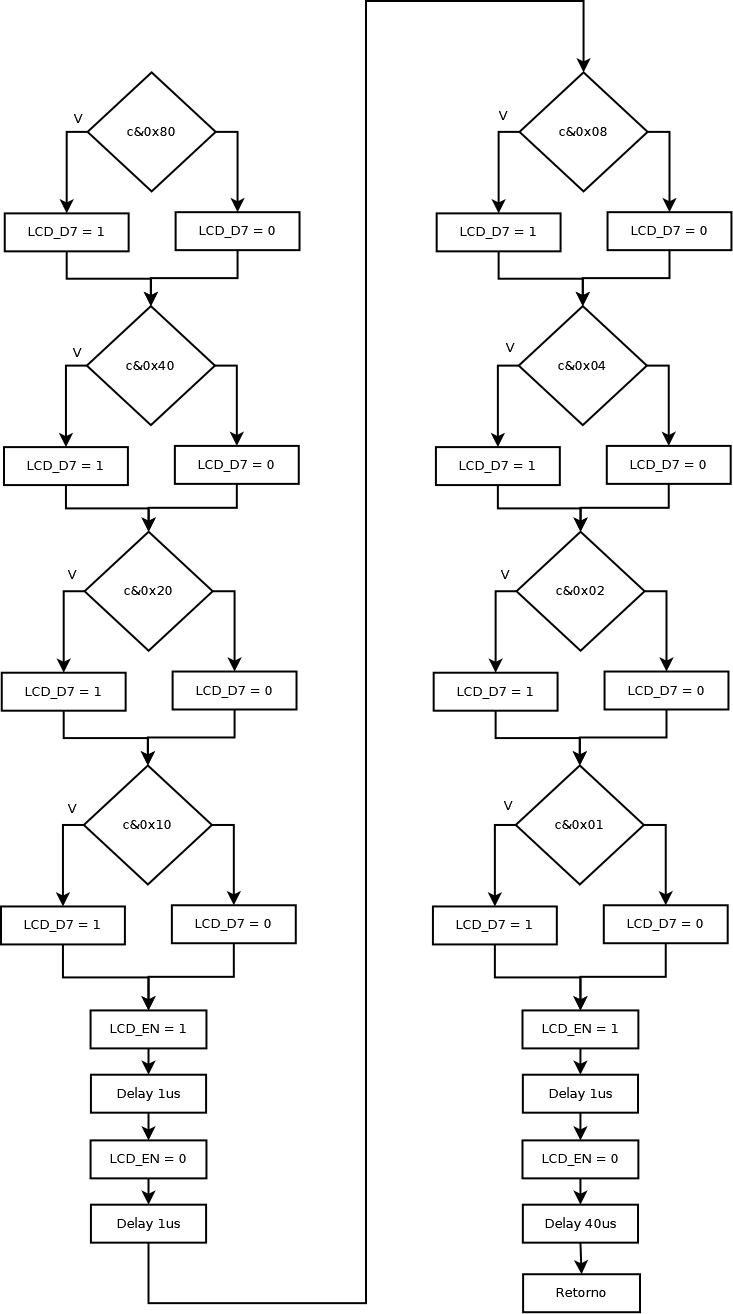 V
c&0x80
LCD_D7 = 1
LCD_D7 = 0
V
c&0x40
LCD_D7 = 1
LCD_D7 = 0
V
c&0x20
LCD_D7 = 1
LCD_D7 = 0
V
c&0x10
LCD_D7 = 1
LCD_D7 = 0
LCD_EN = 1
Delay 1us
LCD_EN = 0
Delay 1us
V
c&0x08
LCD_D7 = 1
LCD_D7 = 0
V
c&0x04
LCD_D7 = 1
LCD_D7 = 0
V
c&0x02
LCD_D7 = 1
LCD_D7 = 0
V
c&0x01
LCD_D7 = 1
LCD_D7 = 0
LCD_EN = 1
Delay 1us
LCD_EN = 0
Delay 40us
Retorno